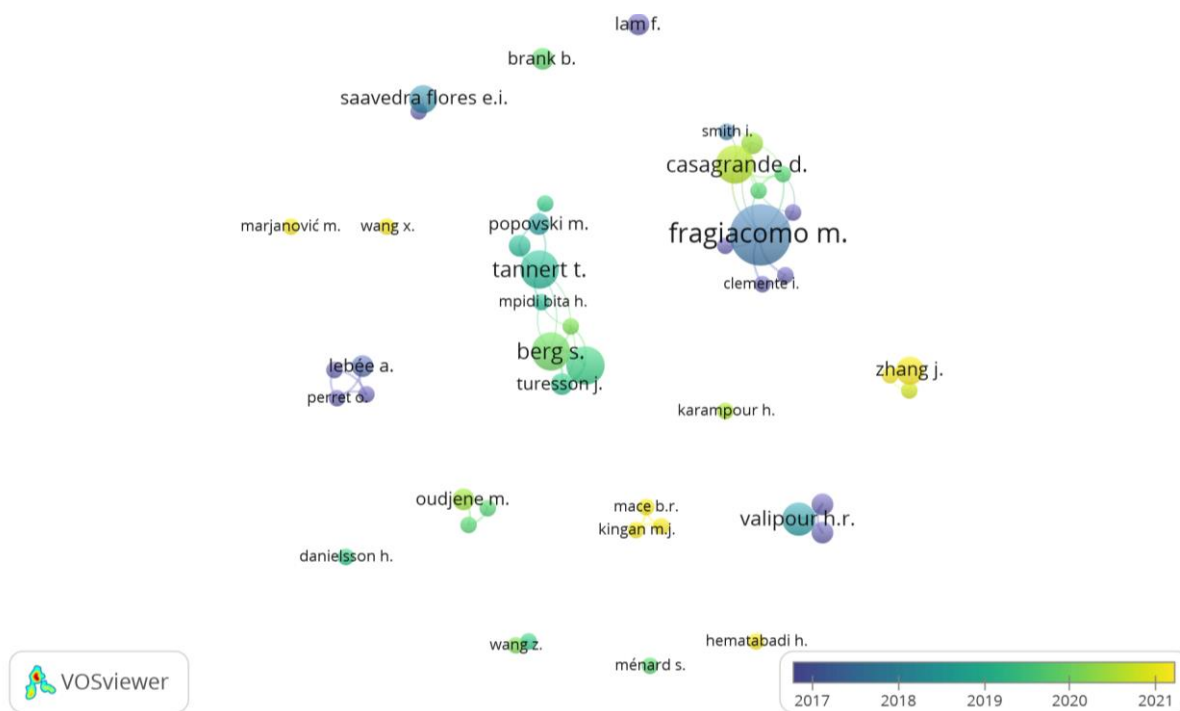 lam f.
brank b.
saavedra flores e.i.
smith i.
casagrande d.
marjanović m.
wang x.
popovski m.
fragiacomo m.
tannert t.
clemente i.
mpidi bita h.
berg s.
lebée a.
zhang j.
turesson j.
perret o.
karampour h.
oudjene m.
mace b.r.
kingan m.j.
valipour h.r.
danielsson h.
wang z.
hematabadi h.
ménard s.
VOSviewer
2017 2018 2019 2020 2021